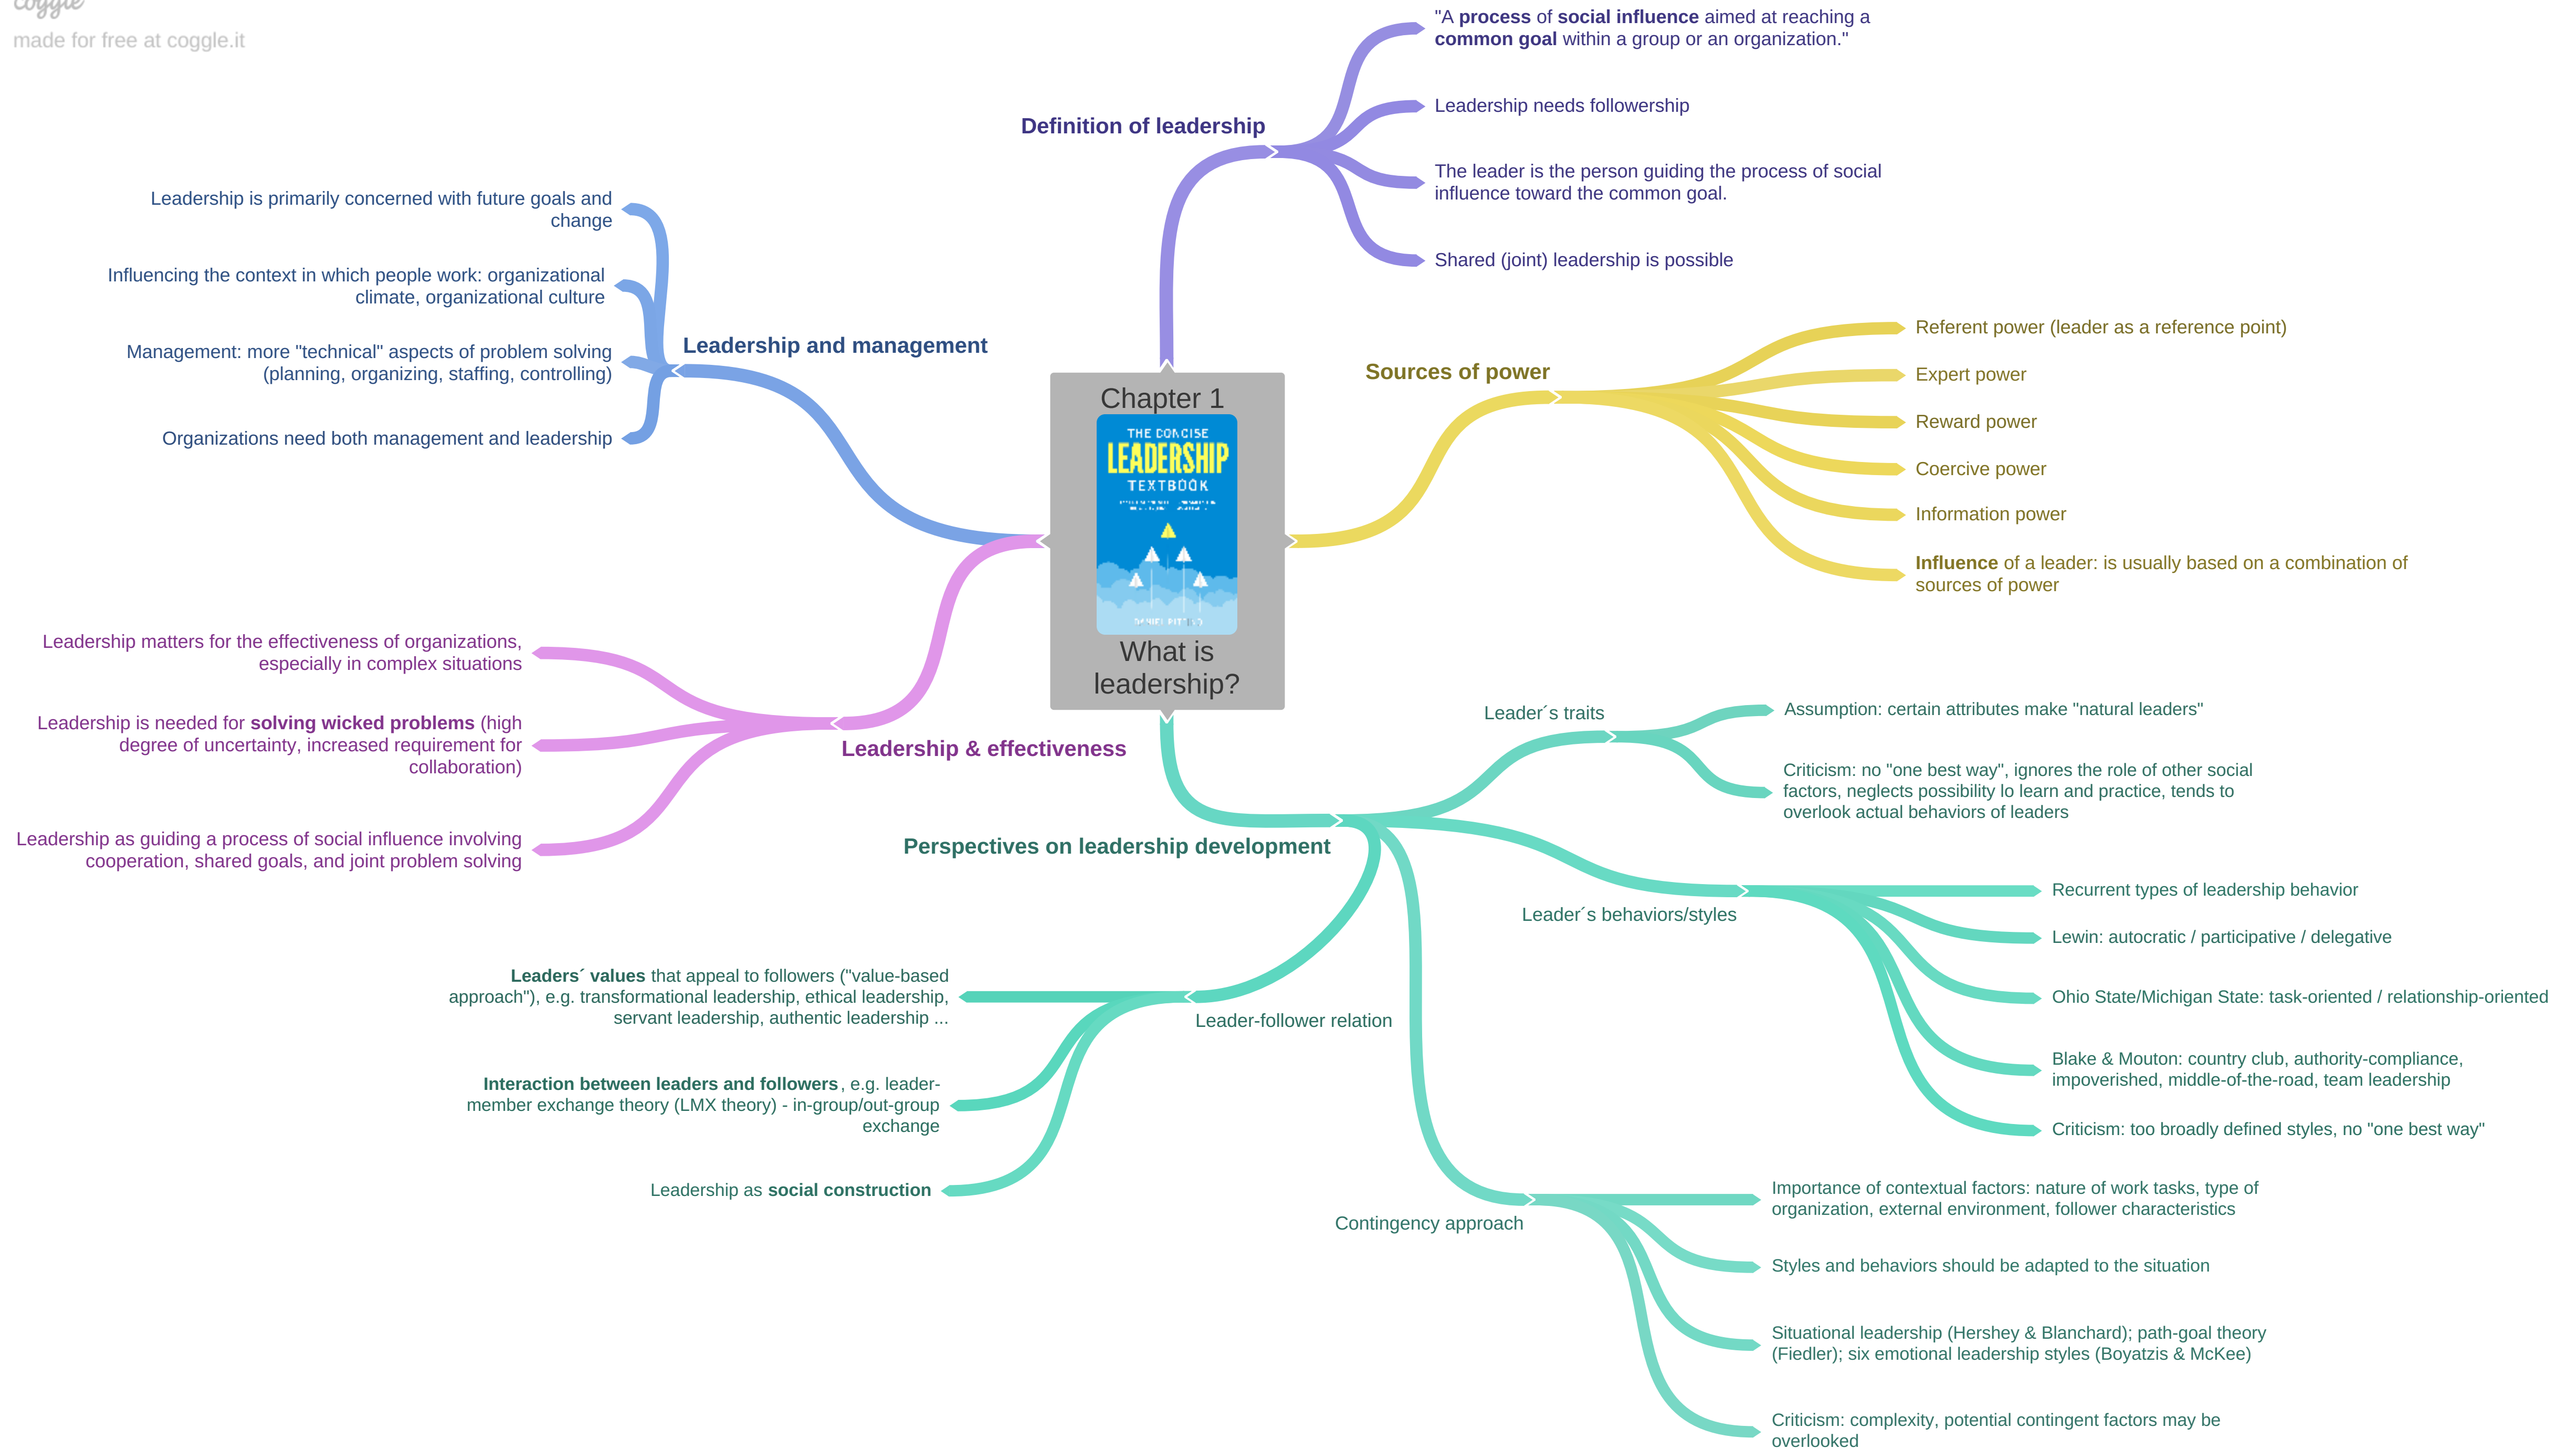 coggle
made for free at coggle.it
Chapter 1
THE CONCISE
LEADERSHIP
TEXTBOOK
What is
leadership?
Definition of leadership
"A process of social influence aimed at reaching a
common goal within a group or an organization."
Leadership needs followership
The leader is the person guiding the process of social
influence toward the common goal.
Shared (joint) leadership is possible
Sources of power
Referent power (leader as a reference point)
Expert power
Reward power
Coercive power
Information power
Influence of a leader: is usually based on a combination of
sources of power
Perspectives on leadership development
Leader´s traits
Assumption: certain attributes make "natural leaders"
Criticism: no "one best way", ignores the role of other social
factors, neglects possibility lo learn and practice, tends to
overlook actual behaviors of leaders
Leader´s behaviors/styles
Recurrent types of leadership behavior
Lewin: autocratic / participative / delegative
Ohio State/Michigan State: task-oriented / relationship-oriented
Blake & Mouton: country club, authority-compliance,
impoverished, middle-of-the-road, team leadership
Criticism: too broadly defined styles, no "one best way"
Contingency approach
Importance of contextual factors: nature of work tasks, type of
organization, external environment, follower characteristics
Styles and behaviors should be adapted to the situation
Situational leadership (Hershey & Blanchard); path-goal theory
(Fiedler); six emotional leadership styles (Boyatzis & McKee)
Criticism: complexity, potential contingent factors may be
overlooked
Leader-follower relation
Leaders´ values that appeal to followers ("value-based
approach"), e.g. transformational leadership, ethical leadership,
servant leadership, authentic leadership ...
Interaction between leaders and followers, e.g. leader-
member exchange theory (LMX theory) - in-group/out-group
exchange
Leadership as social construction
Leadership & effectiveness
Leadership matters for the effectiveness of organizations,
especially in complex situations
Leadership is needed for solving wicked problems (high
degree of uncertainty, increased requirement for
collaboration)
Leadership as guiding a process of social influence involving
cooperation, shared goals, and joint problem solving
Leadership and management
Leadership is primarily concerned with future goals and
change
Influencing the context in which people work: organizational
climate, organizational culture
Management: more "technical" aspects of problem solving
(planning, organizing, staffing, controlling)
Organizations need both management and leadership